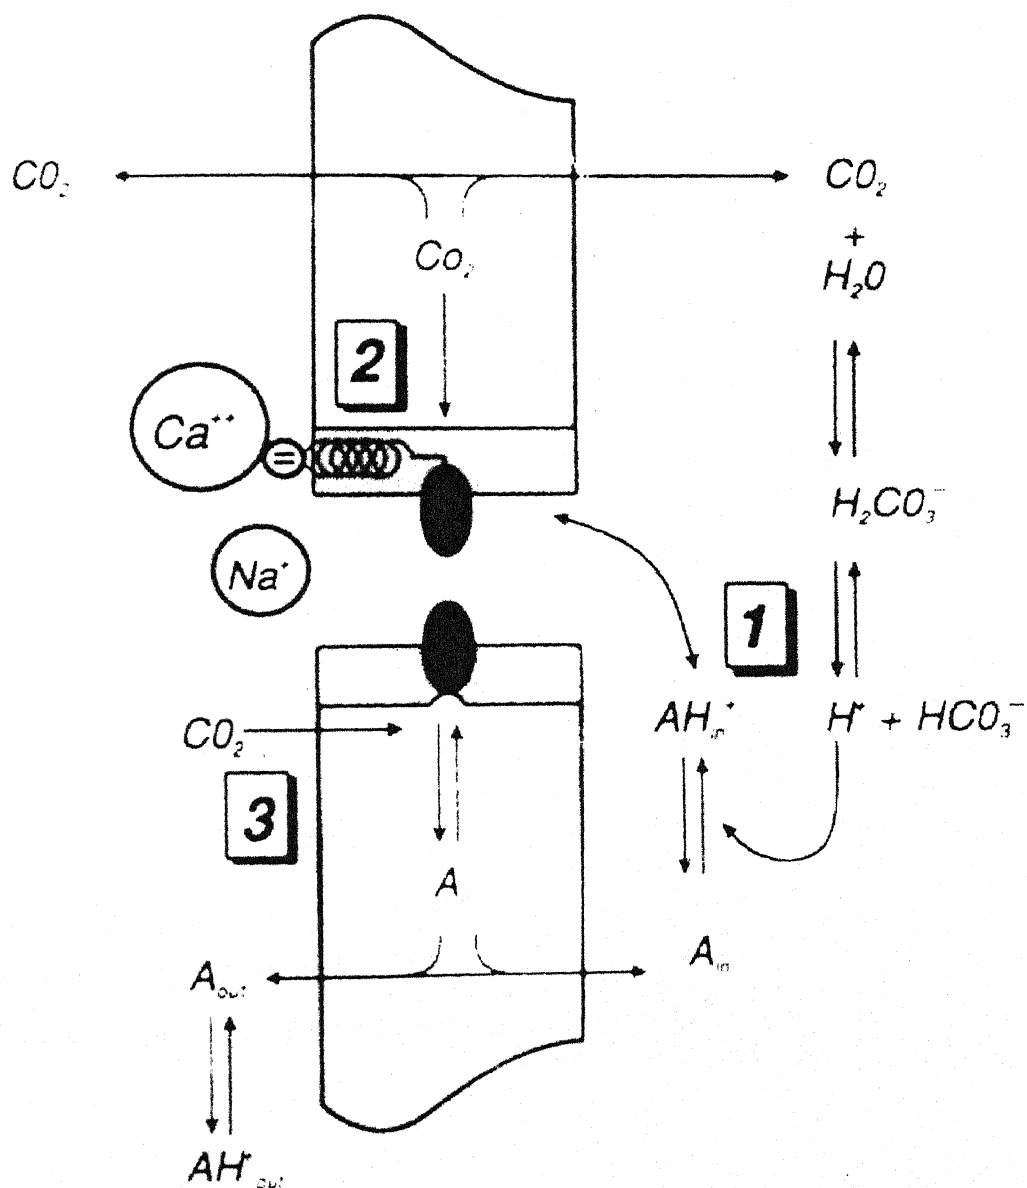 CO₂
CO₂
+
H₂O
Co₂
2
Ca⁺⁺
=
H₂CO₃⁻
Na⁺
1
AHᵢₙ⁺
H⁺ + HCO₃⁻
CO₂
3
A
Aᵢₙ
Aout
AH⁺out